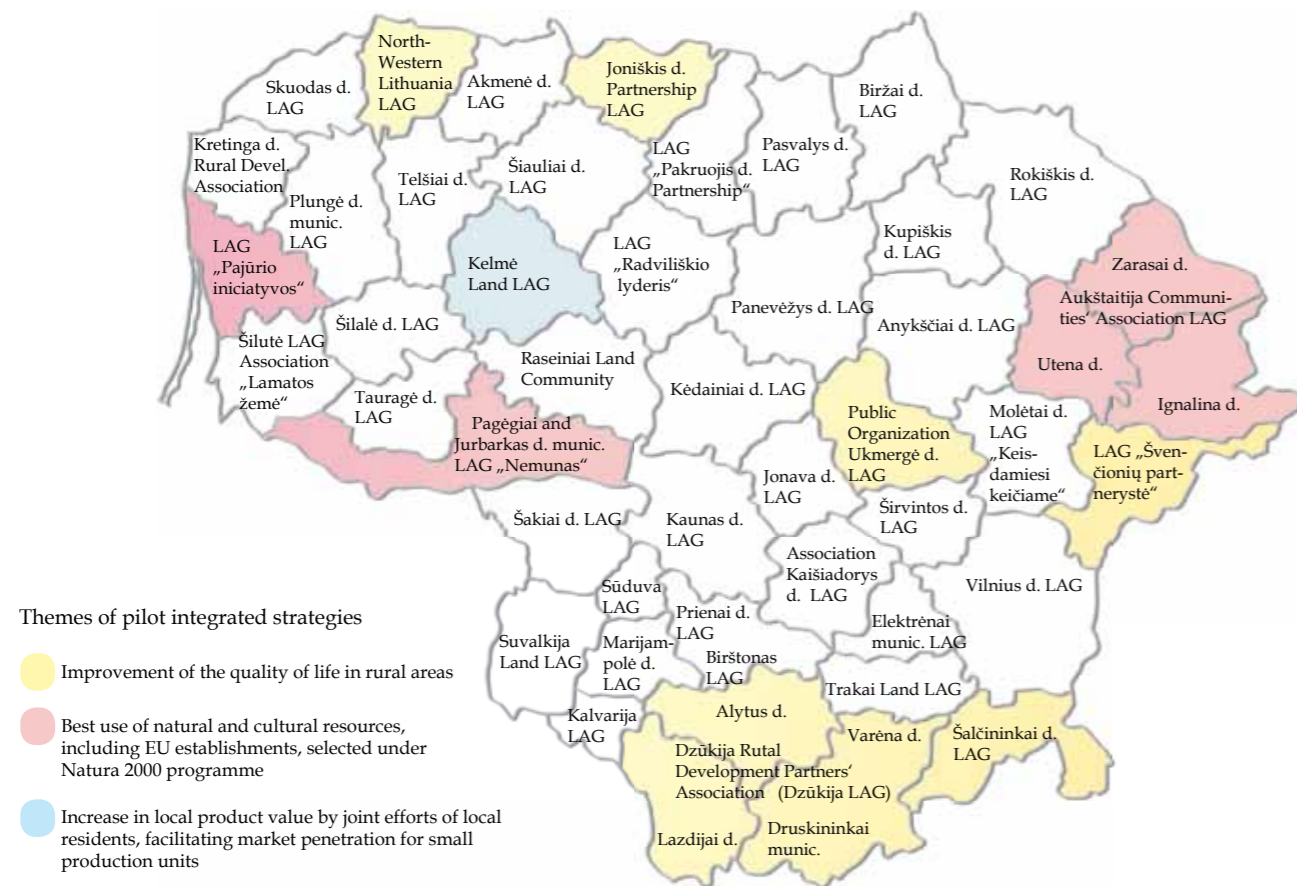 North-
Western
Lithuania
LAG
Skuodas d.
LAG
Akmenė d.
LAG
Joniškis d.
Partnership
LAG
Biržai d.
LAG
Kretinga d.
Rural Devel.
Association
Plungė d.
munic.
LAG
Telšiai d.
LAG
Šiauliai d.
LAG
LAG
„Pakruojis d.
Partnership“
Pasvalys d.
LAG
Rokiškis d.
LAG
LAG
„Pajūrio
iniciatyvos“
Kelmė
Land LAG
LAG
„Radviliškio
lyderis“
Kupiškis
d. LAG
Panevėžys d. LAG
Zarasai d.
Aukštaitija Communi-
ties‘ Association LAG
Utena d.
Ignalina d.
Šilalė d. LAG
Anykščiai d. LAG
Šilutė LAG
Association
„Lamatos
žemė“
Tauragė d.
LAG
Raseiniai Land
Community
Kėdainiai d. LAG
Pagėgiai and
Jurbarkas d. munic.
LAG „Nemunas“
Public
Organization
Ukmergė d.
LAG
Molėtai d.
LAG
„Keis-
damiesi
keičiame“
LAG „Šven-
čionių part-
nerystė“
Jonava d.
LAG
Širvintos d.
LAG
Šakiai d. LAG
Kaunas d.
LAG
Association
Kaišiadorys
d. LAG
Vilnius d. LAG
Sūduva
LAG
Prienai d.
LAG
Elektrėnai
munic. LAG
Suvalkija
Land LAG
Marijam-
polė d.
LAG
Birštonas
LAG
Trakai Land LAG
Kalvarija
LAG
Alytus d.
Varėna d.
Šalčininkai d.
LAG
Dzūkija Rutal
Development Partners‘
Association (Dzūkija LAG)
Lazdijai d.
Druskininkai
munic.
Themes of pilot integrated strategies
Improvement of the quality of life in rural areas
Best use of natural and cultural resources,
including EU establishments, selected under
Natura 2000 programme
Increase in local product value by joint efforts of local
residents, facilitating market penetration for small
production units